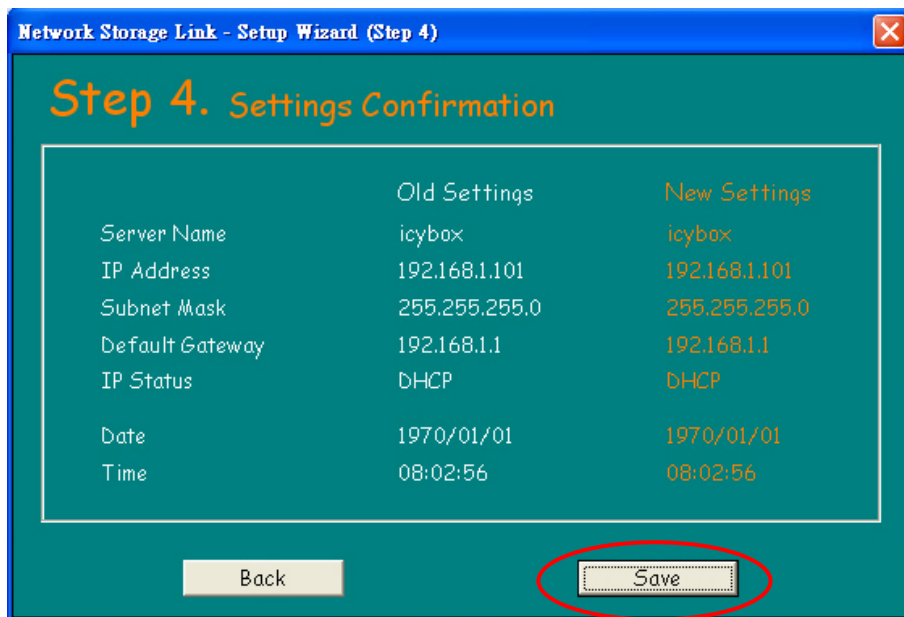 Network Storage Link - Setup Wizard (Step 4)
Step 4. Settings Confirmation
Old Settings New Settings
Server Name icybox icybox
IP Address 192.168.1.101 192.168.1.101
Subnet Mask 255.255.255.0 255.255.255.0
Default Gateway 192.168.1.1 192.168.1.1
IP Status DHCP DHCP
Date 1970/01/01 1970/01/01
Time 08:02:56 08:02:56
Back Save